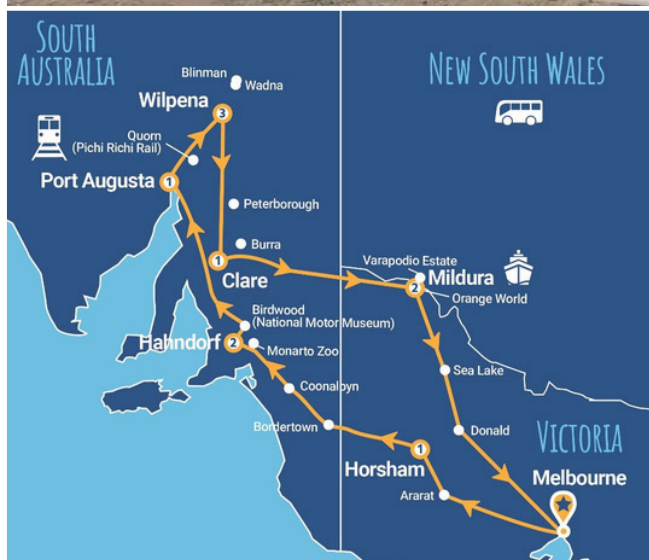 SOUTH
AUSTRALIA
NEW SOUTH WALES
Blinman
Wadna
Wilpena
3
Quorn
(Pichi Richi Rail)
Port Augusta
1
Peterborough
Burra
1
Clare
Varapodio Estate
Mildura
2
Orange World
Birdwood
(National Motor Museum)
Hahndorf
2
Monarto Zoo
Sea Lake
Coonalpyn
Bordertown
Donald
VICTORIA
1
Horsham
Melbourne
Ararat